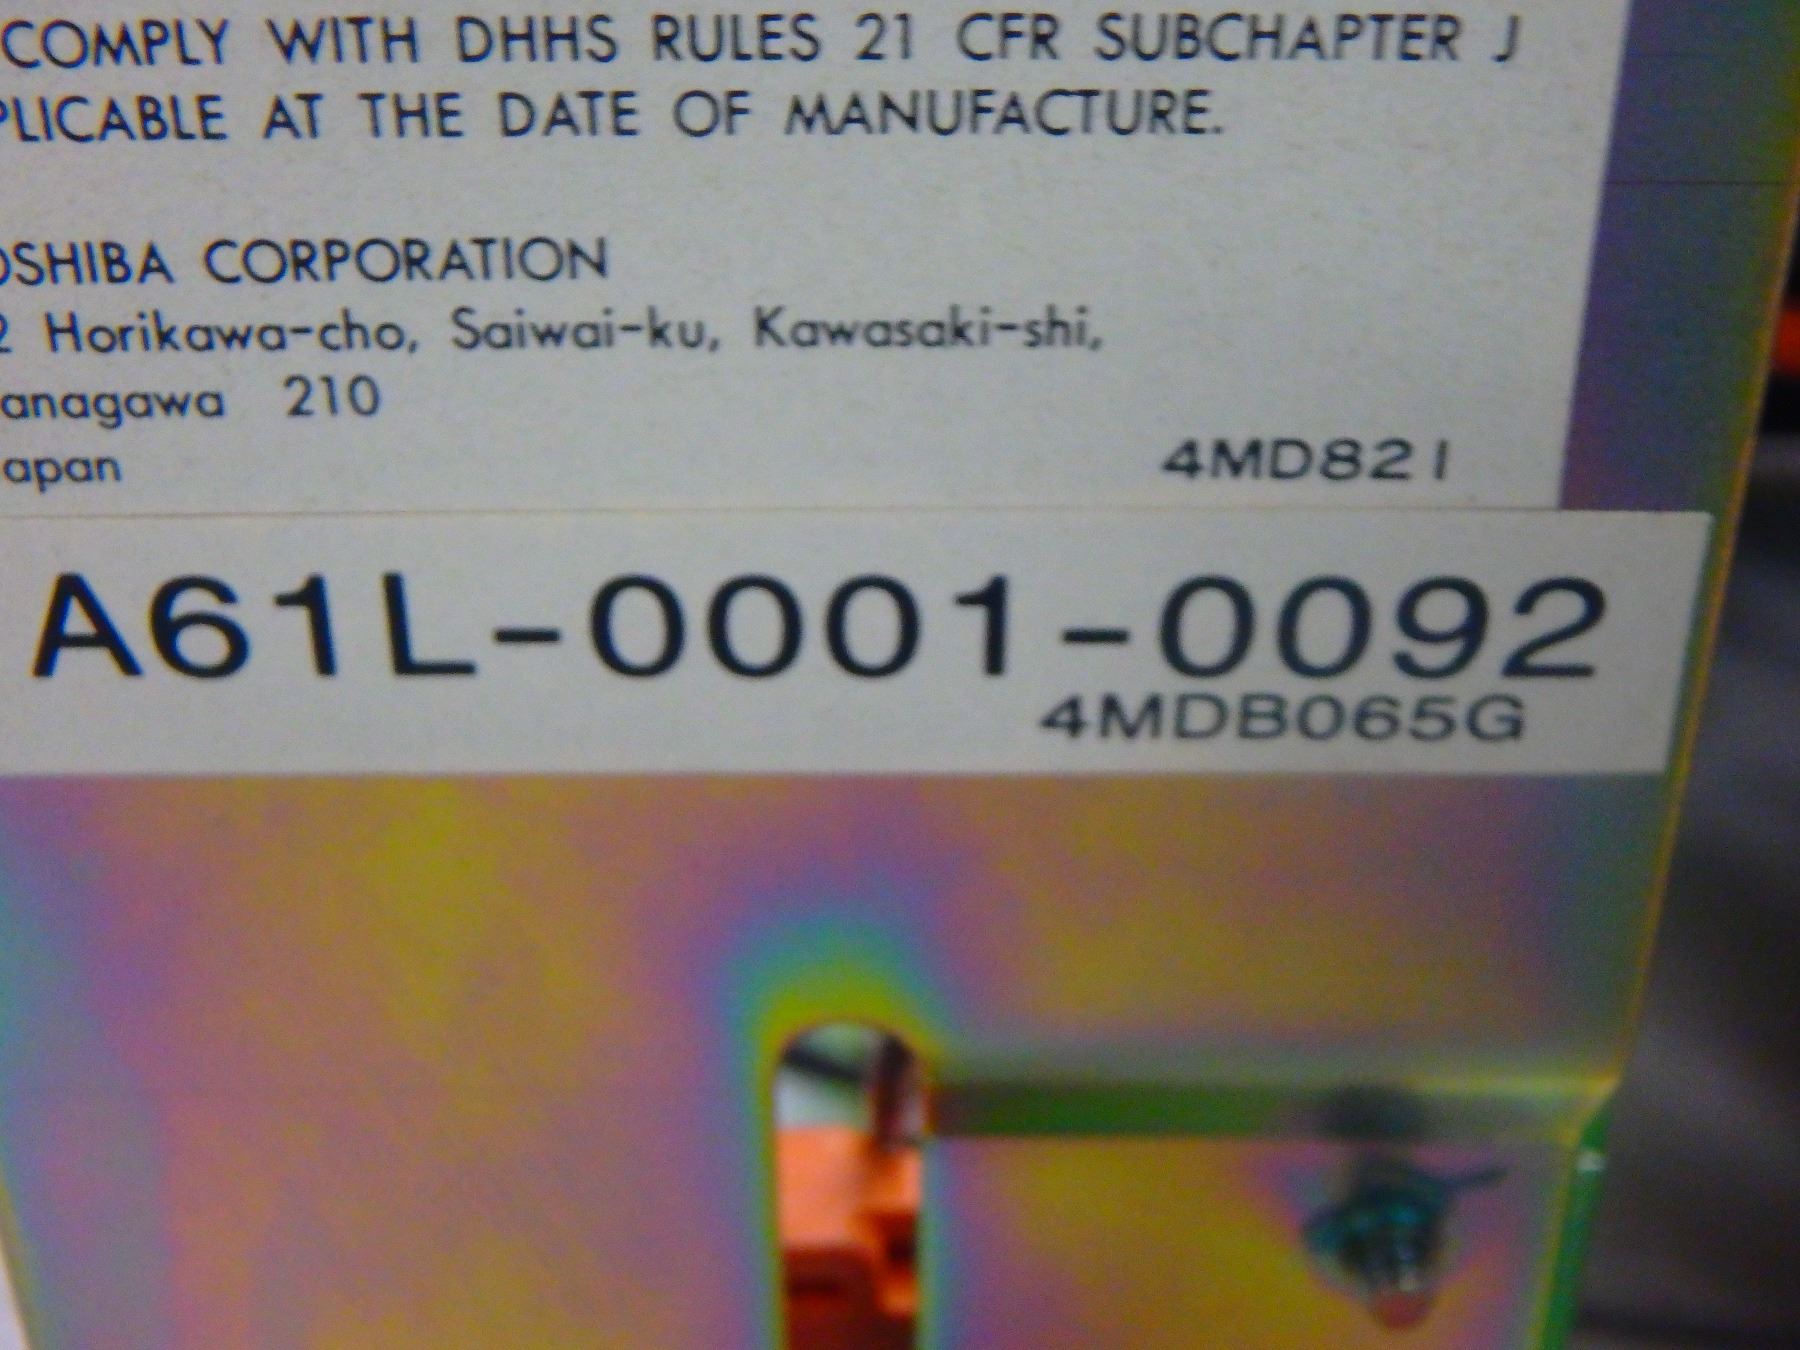 COMPLY WITH DHHS RULES 21 CFR SUBCHAPTER J
PLICABLE AT THE DATE OF MANUFACTURE.
OSHIBA CORPORATION
2 Horikawa-cho, Saiwai-ku, Kawasaki-shi,
anagawa 210
apan
4MD821
A61L-0001-0092
4MDB065G